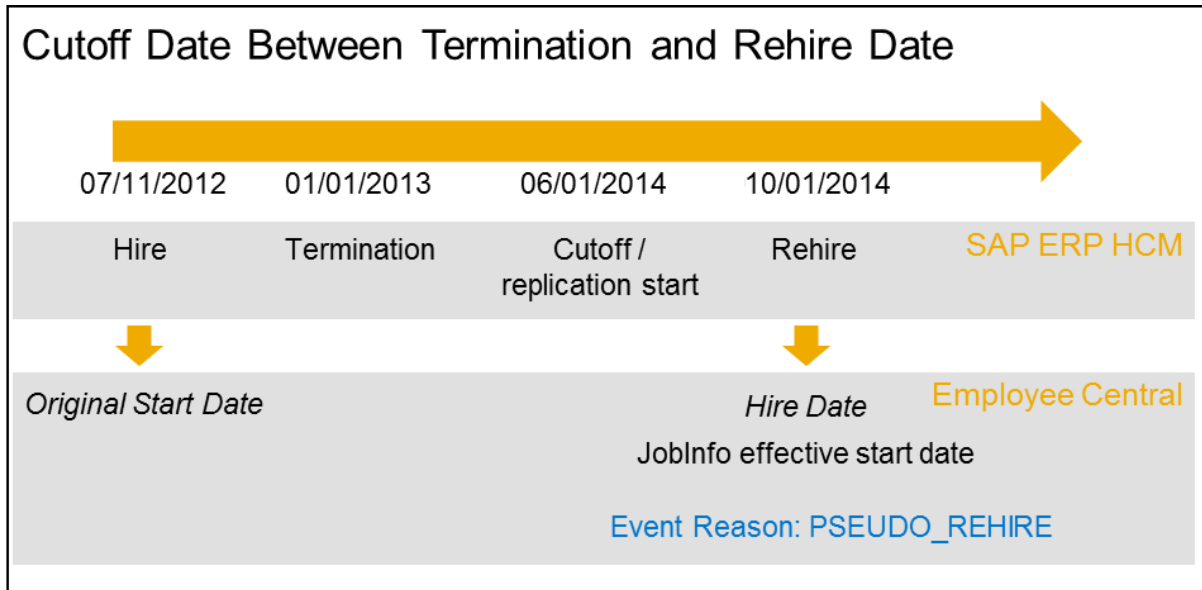 Cutoff Date Between Termination and Rehire Date
07/11/2012 01/01/2013 06/01/2014 10/01/2014
Hire Termination Cutoff / Rehire SAP ERP HCM
replication start
Original Start Date Hire Date Employee Central
JobInfo effective start date
Event Reason: PSEUDO_REHIRE